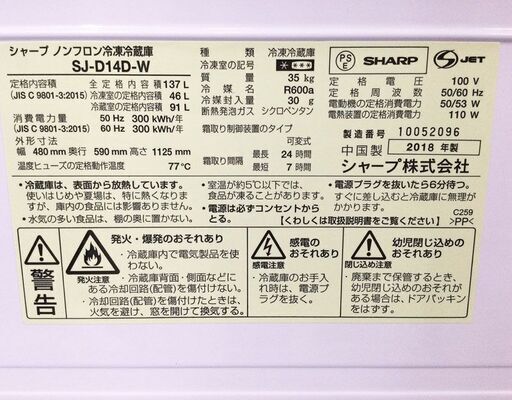 シャープ ノンフロン冷凍冷蔵庫
SJ-D14D-W
定格内容積 全定格内容積 137 L
(JIS C 9801-3:2015) 冷凍室 46 L
冷蔵室 91 L
消費電力量 50 Hz 300 kWh/年
(JIS C 9801-3:2015) 60 Hz 300 kWh/年
外形寸法
幅 480 mm 奥行 590 mm 高さ 1125 mm
温度ヒューズの定格動作温度 77℃
種類 冷凍冷蔵庫
冷凍室の記号
質量 35 kg
冷媒 R600a
冷媒封入量 30 g
断熱発泡ガス シクロペンタン
霜取り制御装置のタイプ
可変式
霜取り間隔 最長 24 時間
最短 7 時間
PS
E
SHARP
S JET
定格電圧 100 V
定格周波数 50/60 Hz
電動機の定格消費電力 50/53 W
電熱装置の定格消費電力 110 W
製造番号 10052096
中国製 2018 年製
シャープ株式会社
・冷蔵庫は、表面から放熱しています。
使いはじめや夏場は、特に熱く感じますが、庫内の食品には影響ありません。
・水気の多い食品は、棚の奥に置かない。
・室温が約5℃以下では、食品が凍ることがあります。
・電源は必ずコンセントからとる。
・電源プラグを抜いたら6分待つ。
すぐに差し込むと冷蔵庫に無理がかかります。
【くわしくは取扱説明書をご覧ください】
C259
>PP<
警告
発火・爆発のおそれあり
発火注意
・冷蔵庫内で電気製品を使わない。
・冷蔵庫背面・側面などにある冷却回路(配管)を傷付けない。
・冷却回路(配管)を傷付けたときは、火気を避け、窓を開けて換気する。
感電のおそれあり
感電注意
・冷蔵庫のお手入れ時は、電源プラグを抜く。
幼児閉じ込めのおそれあり
閉じ込め注意
・廃棄まで保管するとき、幼児閉じ込めのおそれがある場合は、ドアパッキンをはずす。